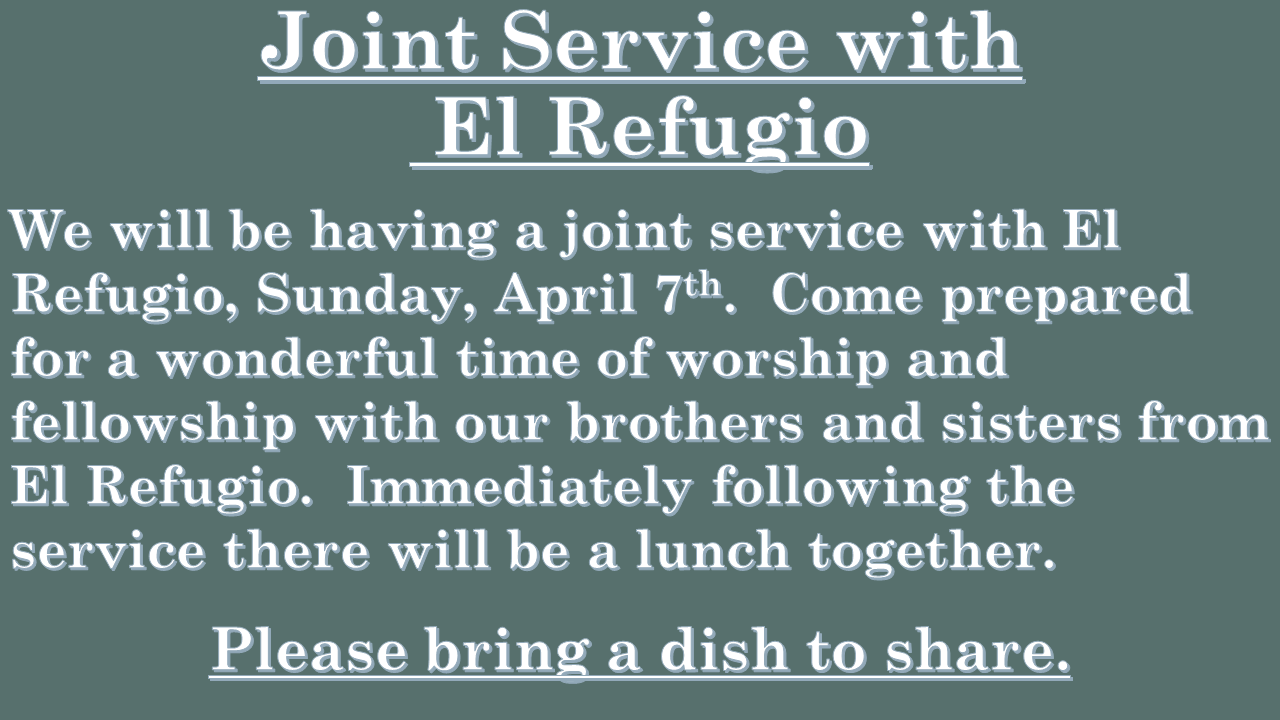 Joint Service with
El Refugio
We will be having a joint service with El
Refugio, Sunday, April 7th.  Come prepared
for a wonderful time of worship and
fellowship with our brothers and sisters from
El Refugio.  Immediately following the
service there will be a lunch together.
Please bring a dish to share.